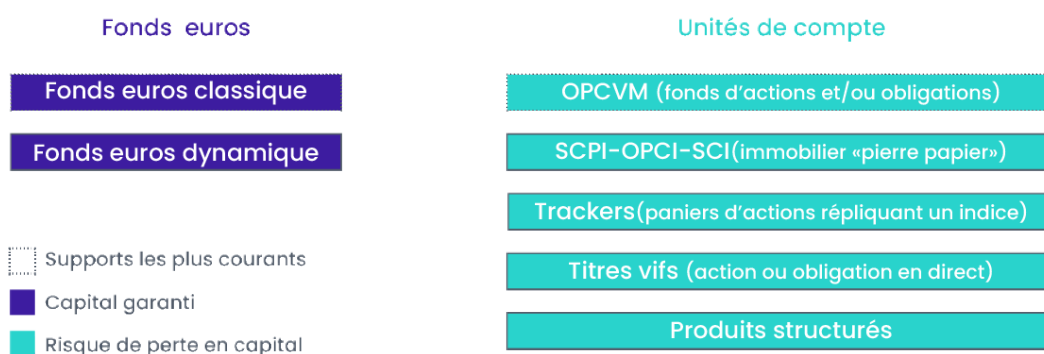 Fonds euros
Fonds euros classique
Fonds euros dynamique
Supports les plus courants
Capital garanti
Risque de perte en capital
Unités de compte
OPCVM (fonds d'actions et/ou obligations)
SCPI-OPCI-SCI(immobilier «pierre papier»)
Trackers(paniers d'actions répliquant un indice)
Titres vifs (action ou obligation en direct)
Produits structurés